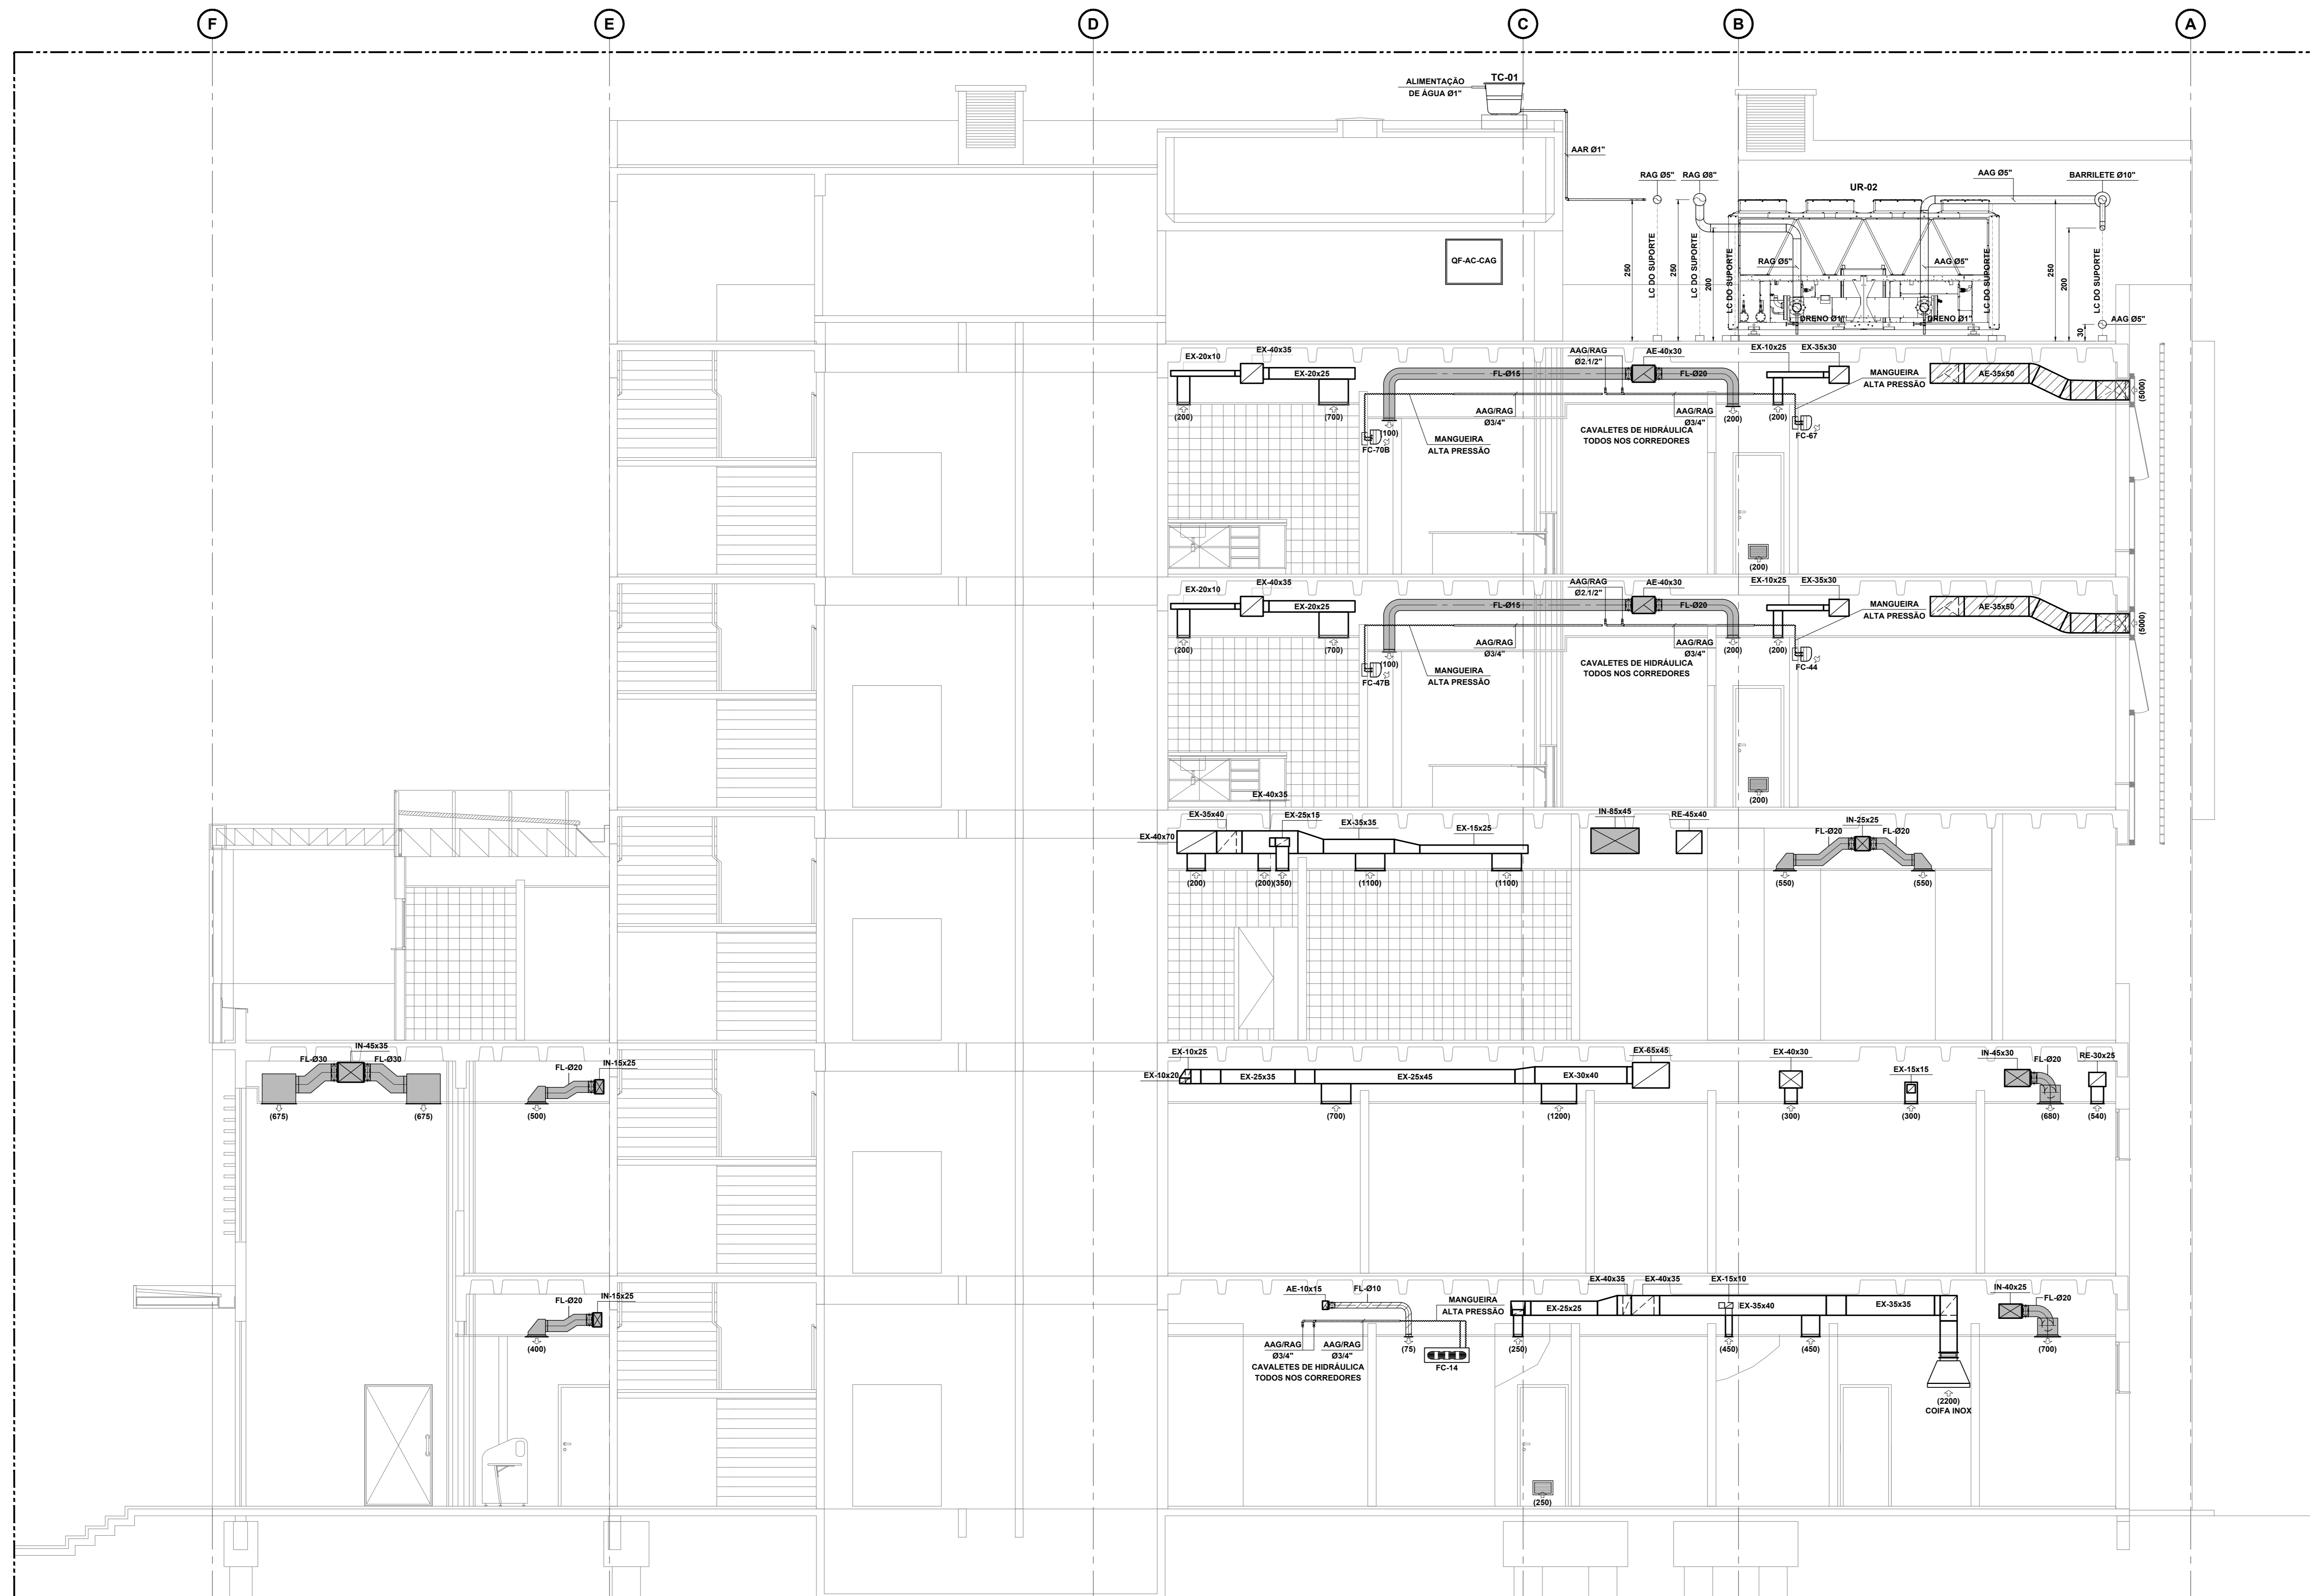 F
E
D
C
B
A
TC-01
ALIMENTAÇÃO
DE ÁGUA Ø1"
AAR Ø1"
RAG Ø5"
RAG Ø8"
UR-02
AAG Ø5"
BARRILETE Ø10"
QF-AC-CAG
250
LC DO SUPORTE
250
LC DO SUPORTE
200
LC DO SUPORTE
RAG Ø5"
AAG Ø5"
LC DO SUPORTE
250
200
LC DO SUPORTE
30
AAG Ø5"
DRENO Ø1"
DRENO Ø1"
EX-20x10
EX-40x35
EX-20x25
AAG/RAG
Ø2.1/2"
AE-40x30
FL-Ø15
FL-Ø20
EX-10x25
EX-35x30
MANGUEIRA
ALTA PRESSÃO
AE-35x50
(5000)
(200)
(700)
(100)
AAG/RAG
Ø3/4"
AAG/RAG
Ø3/4"
(200)
(200)
FC-70B
MANGUEIRA
ALTA PRESSÃO
CAVALETES DE HIDRÁULICA
TODOS NOS CORREDORES
FC-67
(200)
EX-20x10
EX-40x35
EX-20x25
AAG/RAG
Ø2.1/2"
AE-40x30
FL-Ø15
FL-Ø20
EX-10x25
EX-35x30
MANGUEIRA
ALTA PRESSÃO
AE-35x50
(5000)
(200)
(700)
(100)
AAG/RAG
Ø3/4"
AAG/RAG
Ø3/4"
(200)
(200)
FC-47B
MANGUEIRA
ALTA PRESSÃO
CAVALETES DE HIDRÁULICA
TODOS NOS CORREDORES
FC-44
(200)
EX-40x35
EX-35x40
EX-25x15
EX-35x35
EX-15x25
EX-40x70
IN-85x45
RE-45x40
IN-25x25
FL-Ø20
FL-Ø20
(200)
(200)
(350)
(1100)
(1100)
(550)
(550)
IN-45x35
FL-Ø30
FL-Ø30
IN-15x25
FL-Ø20
(675)
(675)
(500)
EX-10x25
EX-10x20
EX-25x35
EX-25x45
EX-30x40
EX-65x45
EX-40x30
EX-15x15
IN-45x30
FL-Ø20
RE-30x25
(700)
(1200)
(300)
(300)
(680)
(540)
IN-15x25
FL-Ø20
(400)
AE-10x15
FL-Ø10
MANGUEIRA
ALTA PRESSÃO
EX-25x25
EX-40x35
EX-40x35
EX-15x10
EX-35x40
EX-35x35
IN-40x25
FL-Ø20
AAG/RAG
Ø3/4"
AAG/RAG
Ø3/4"
CAVALETES DE HIDRÁULICA
TODOS NOS CORREDORES
(75)
FC-14
(250)
(450)
(450)
(700)
(2200)
COIFA INOX
(250)